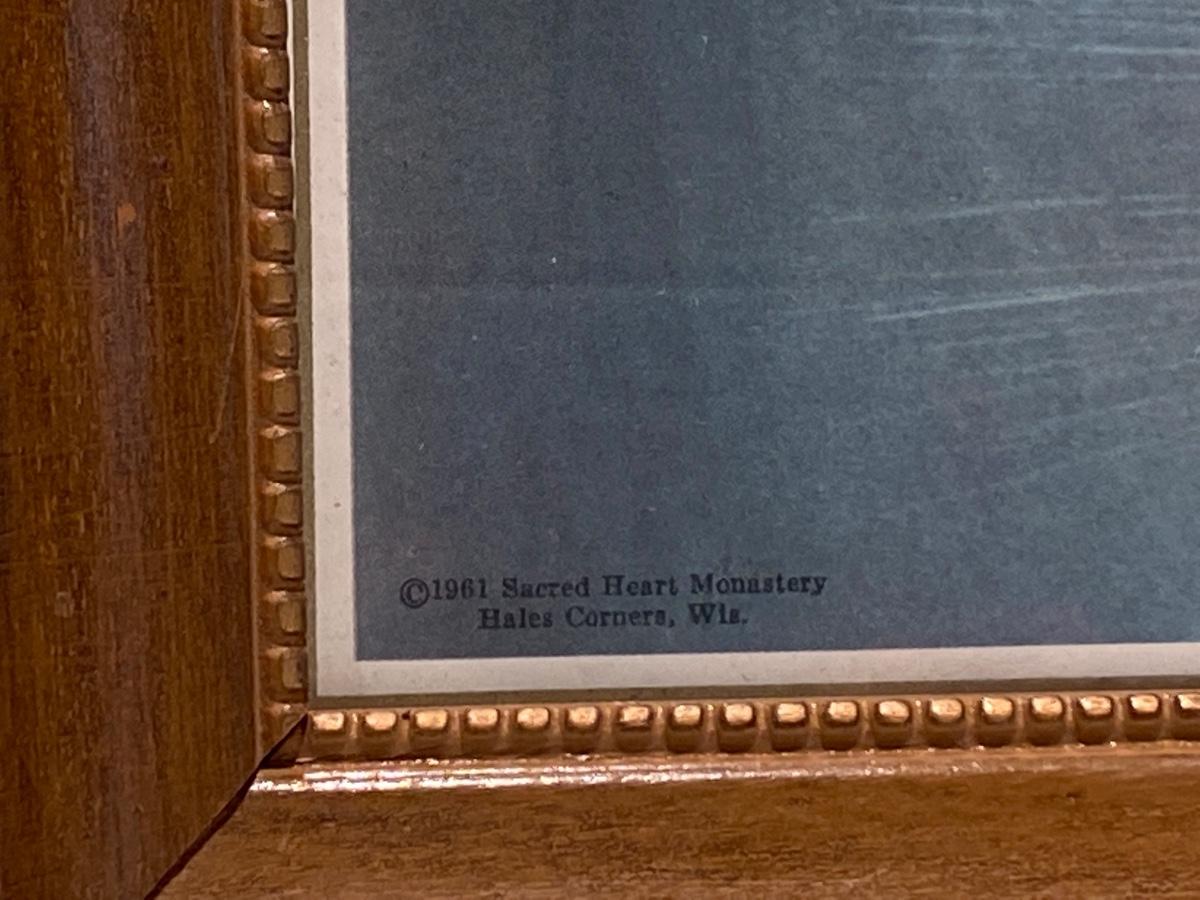 ©1961 Sacred Heart Monastery
Hales Corners, Wis.